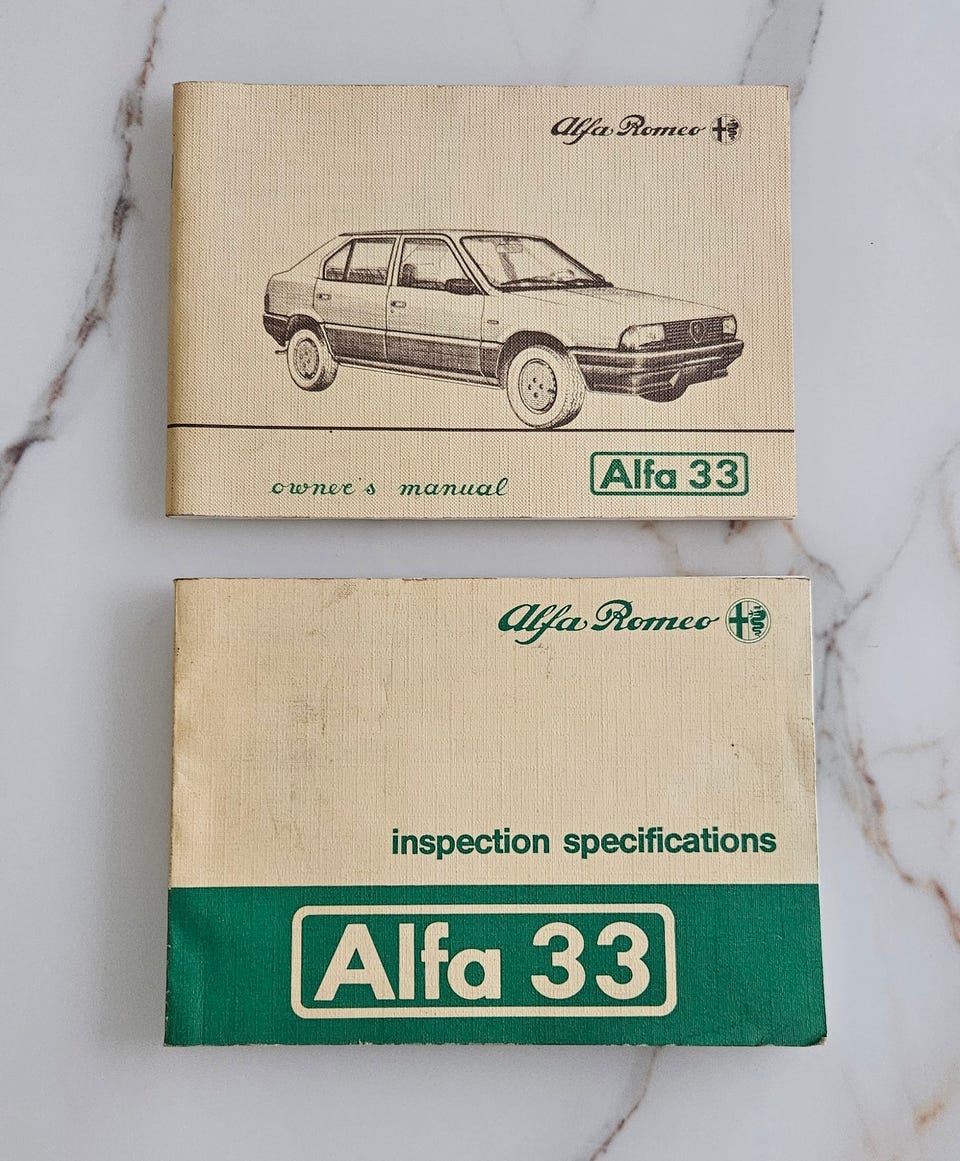 Alfa Romeo
owner's manual
Alfa 33
Alfa Romeo
inspection specifications
Alfa 33